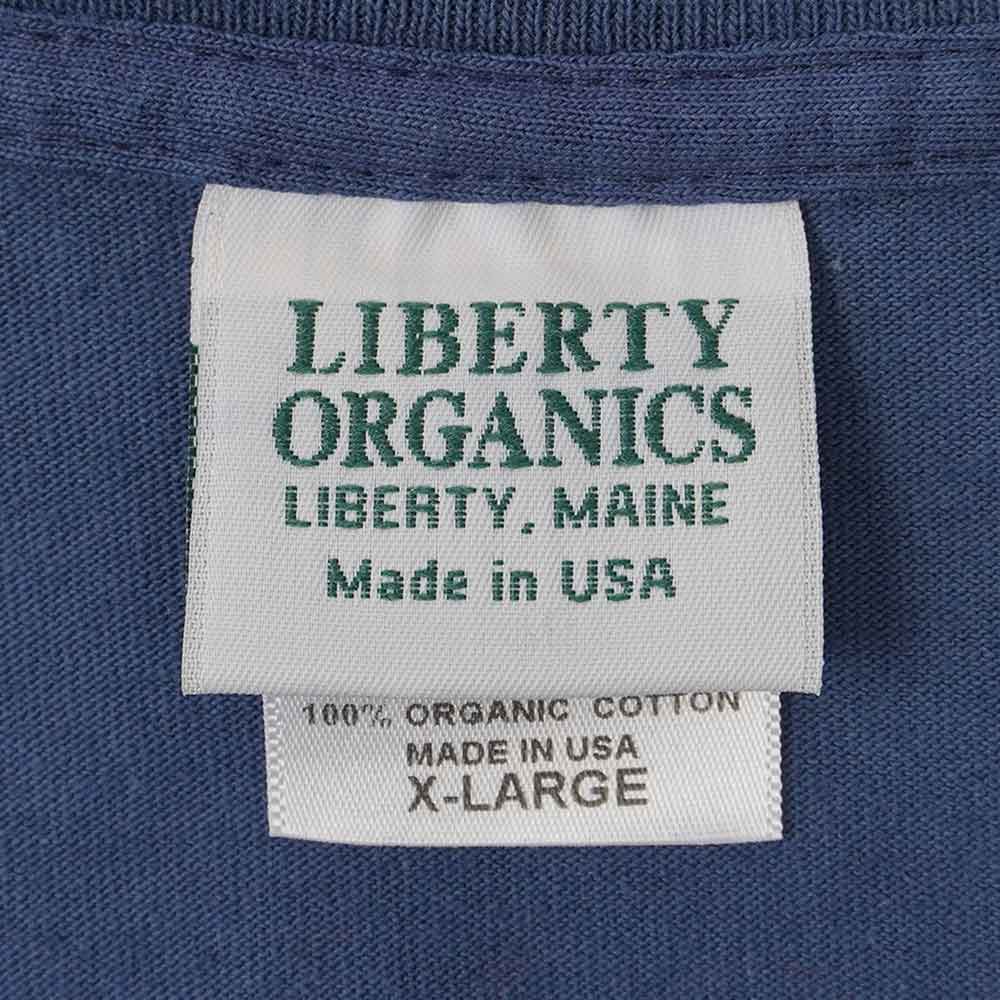 LIBERTY
ORGANICS
LIBERTY, MAINE
Made in USA
100% ORGANIC COTTON
MADE IN USA
X-LARGE